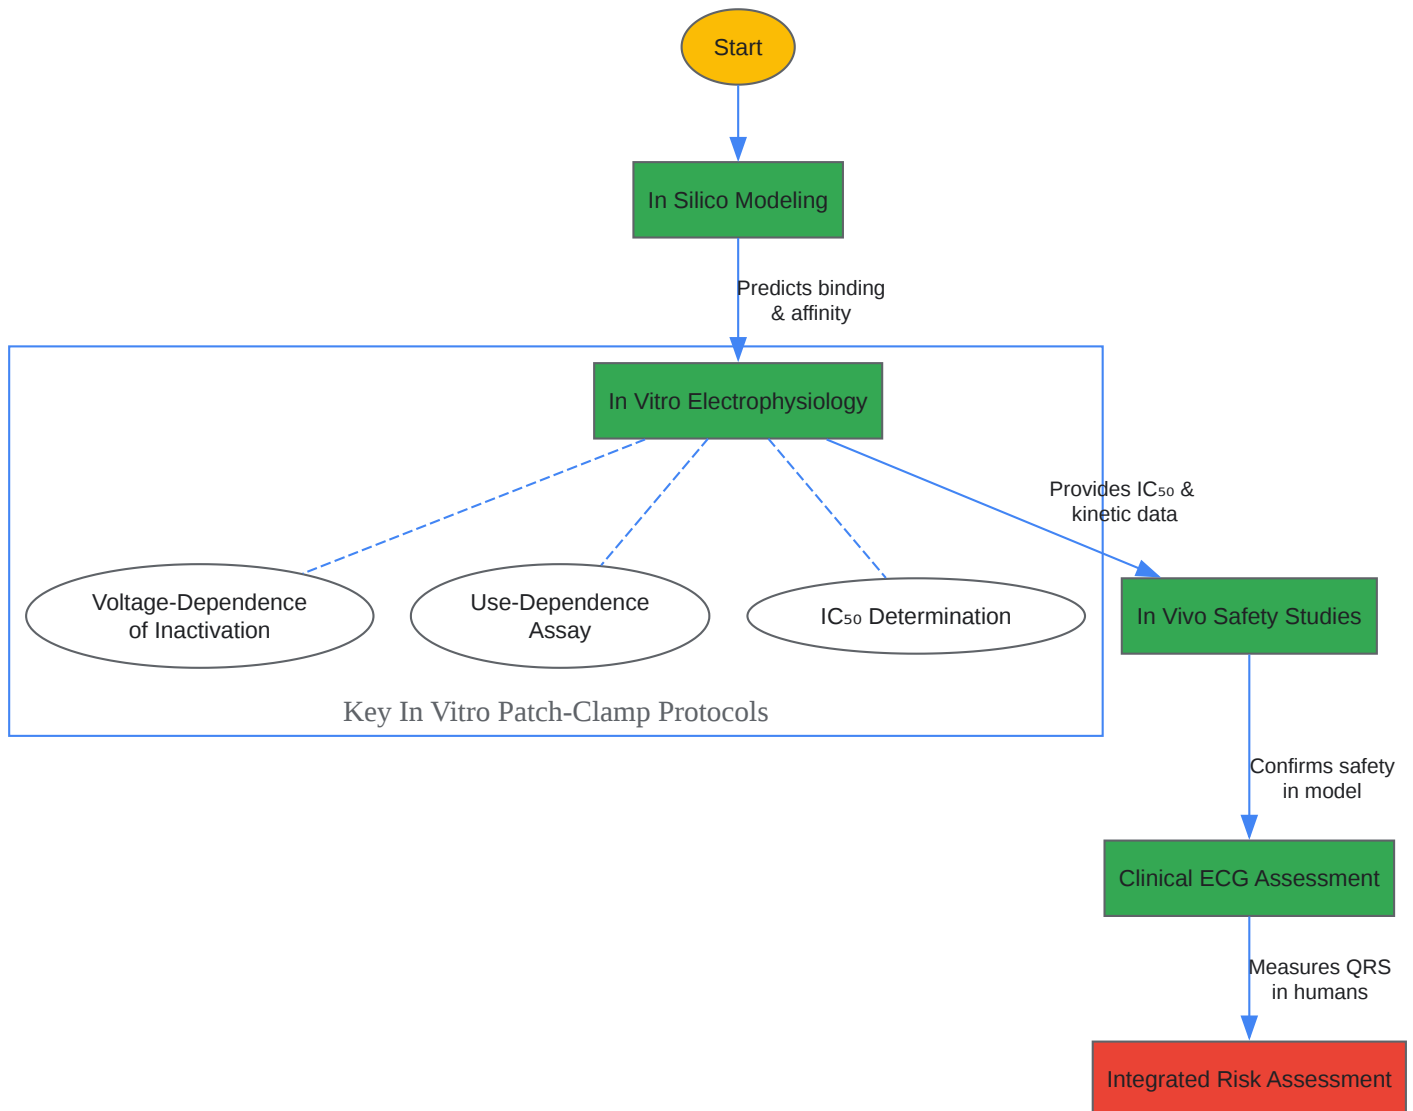 Start
In Silico Modeling
Predicts binding
& affinity
In Vitro Electrophysiology
Provides IC₅₀ &
kinetic data
Voltage-Dependence
of Inactivation
Use-Dependence
Assay
IC₅₀ Determination
In Vivo Safety Studies
Key In Vitro Patch-Clamp Protocols
Confirms safety
in model
Clinical ECG Assessment
Measures QRS
in humans
Integrated Risk Assessment